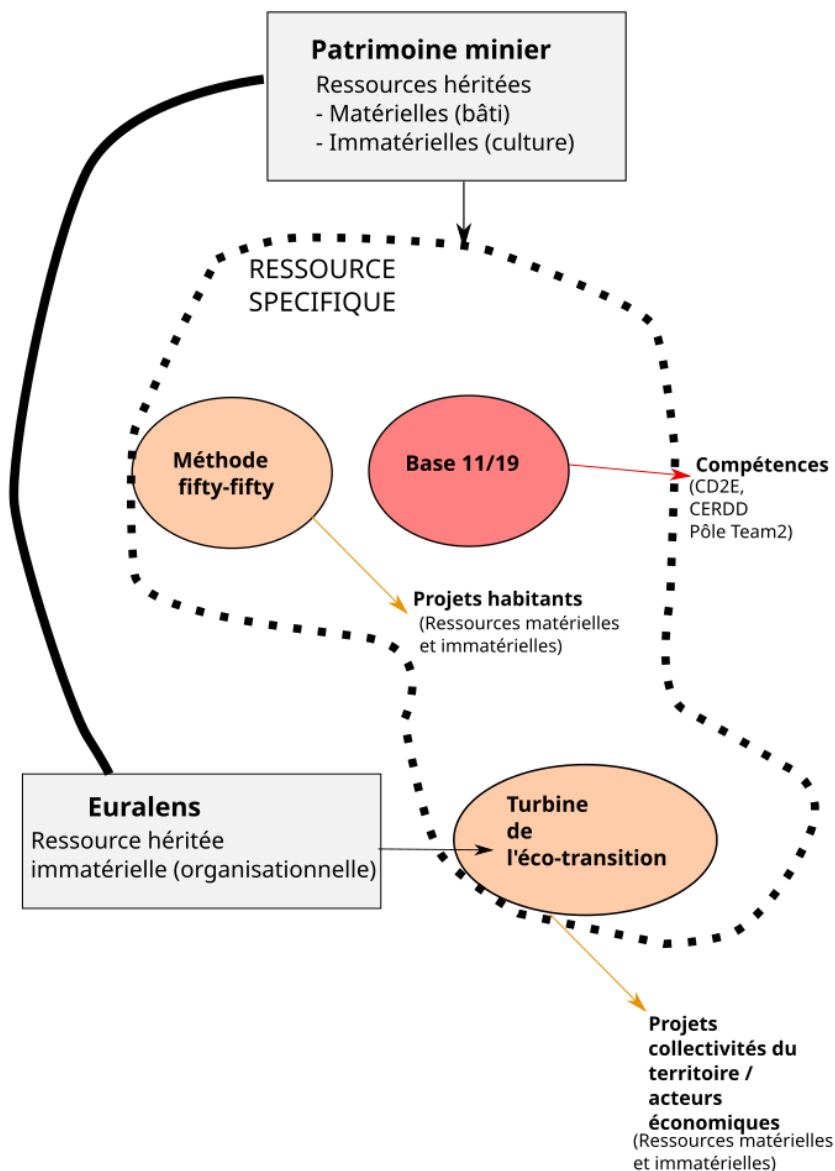 Patrimoine minier
Ressources héritées
- Matérielles (bâti)
- Immatérielles (culture)
RESSOURCE
SPECIFIQUE
Méthode
fifty-fifty
Base 11/19
Compétences
(CD2E,
CERDD
Pôle Team2)
Projets habitants
(Ressources matérielles
et immatérielles)
Euralens
Ressource héritée
immatérielle (organisationnelle)
Turbine
de
l'éco-transition
Projets
collectivités du
territoire /
acteurs
économiques
(Ressources matérielles
et immatérielles)